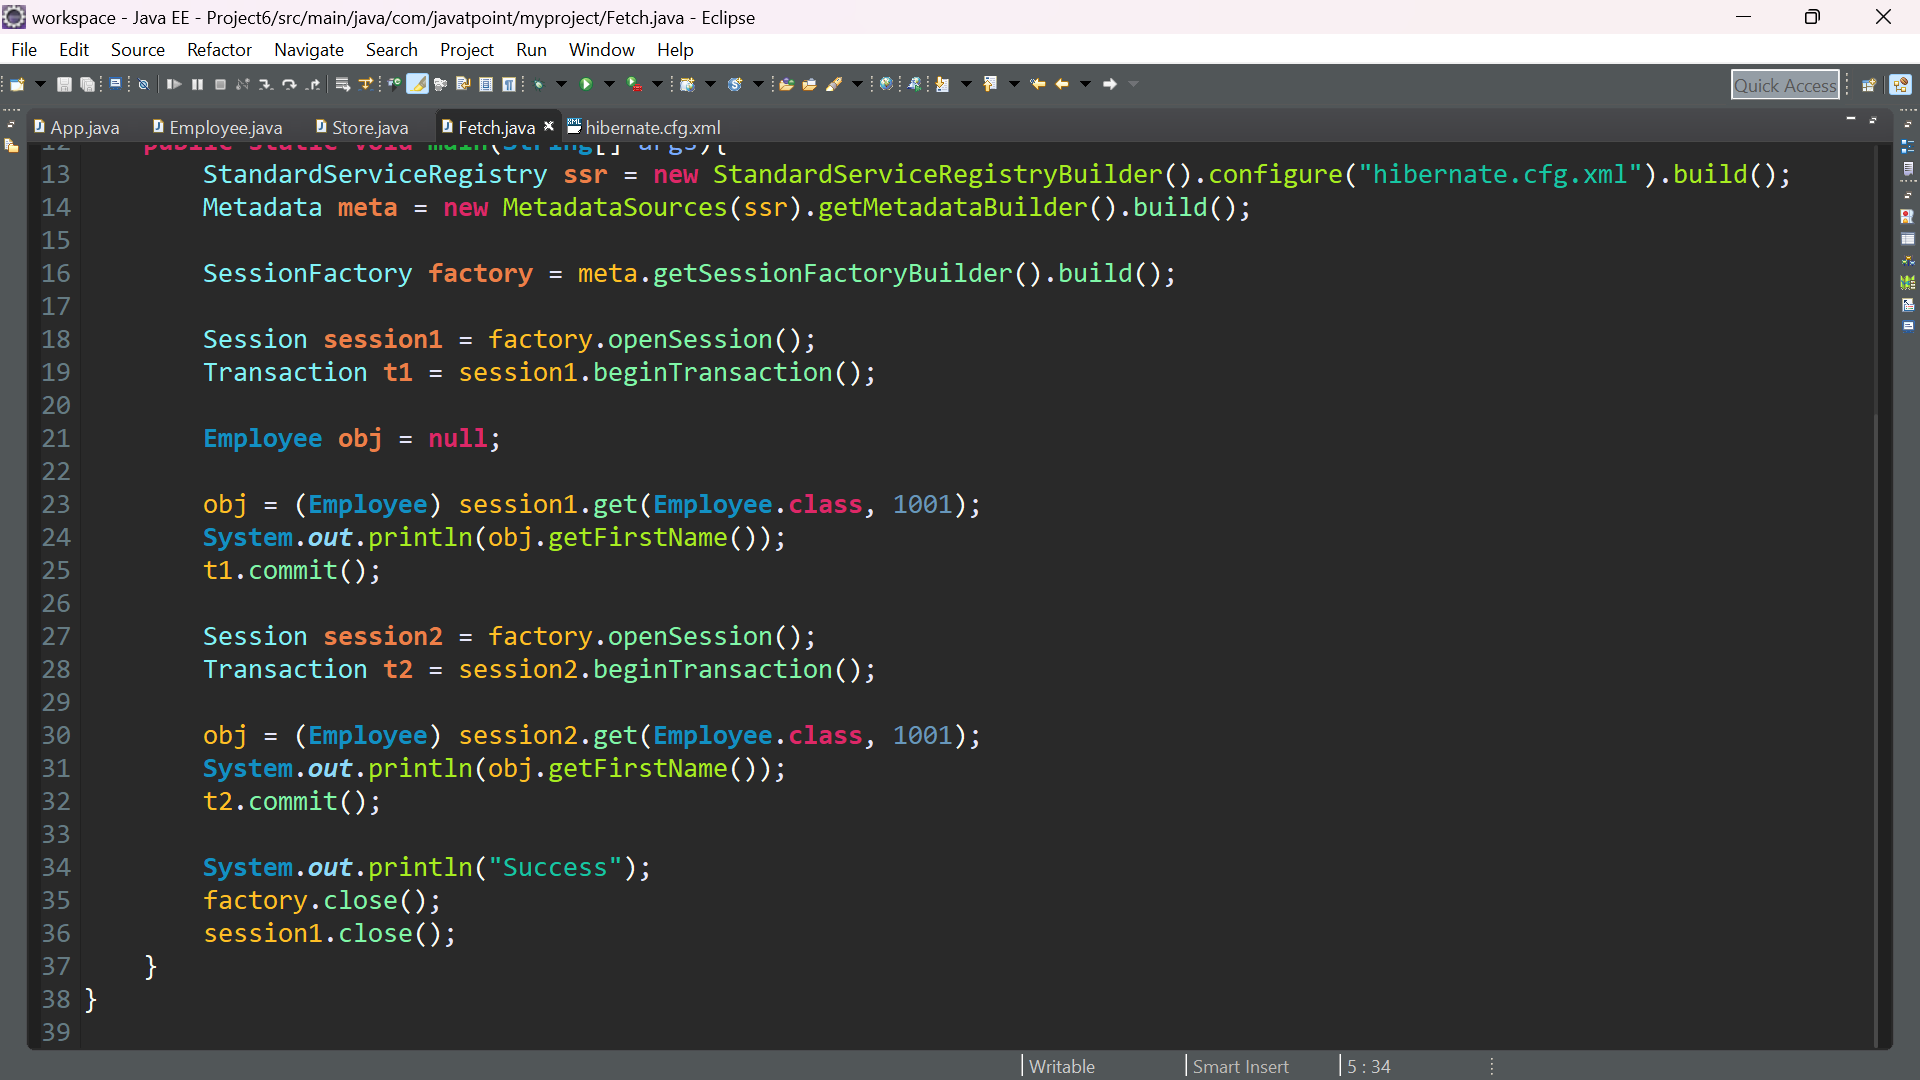 workspace - Java EE - Project6/src/main/java/com/javatpoint/myproject/Fetch.java - Eclipse
File Edit Source Refactor Navigate Search Project Run Window Help
Quick Access
App.java Employee.java Store.java Fetch.java hibernate.cfg.xml
12 public static void main(String[] args){
13 StandardServiceRegistry ssr = new StandardServiceRegistryBuilder().configure("hibernate.cfg.xml").build();
14 Metadata meta = new MetadataSources(ssr).getMetadataBuilder().build();
15
16 SessionFactory factory = meta.getSessionFactoryBuilder().build();
17
18 Session session1 = factory.openSession();
19 Transaction t1 = session1.beginTransaction();
20
21 Employee obj = null;
22
23 obj = (Employee) session1.get(Employee.class, 1001);
24 System.out.println(obj.getFirstName());
25 t1.commit();
26
27 Session session2 = factory.openSession();
28 Transaction t2 = session2.beginTransaction();
29
30 obj = (Employee) session2.get(Employee.class, 1001);
31 System.out.println(obj.getFirstName());
32 t2.commit();
33
34 System.out.println("Success");
35 factory.close();
36 session1.close();
37 }
38 }
39
Writable Smart Insert 5 : 34